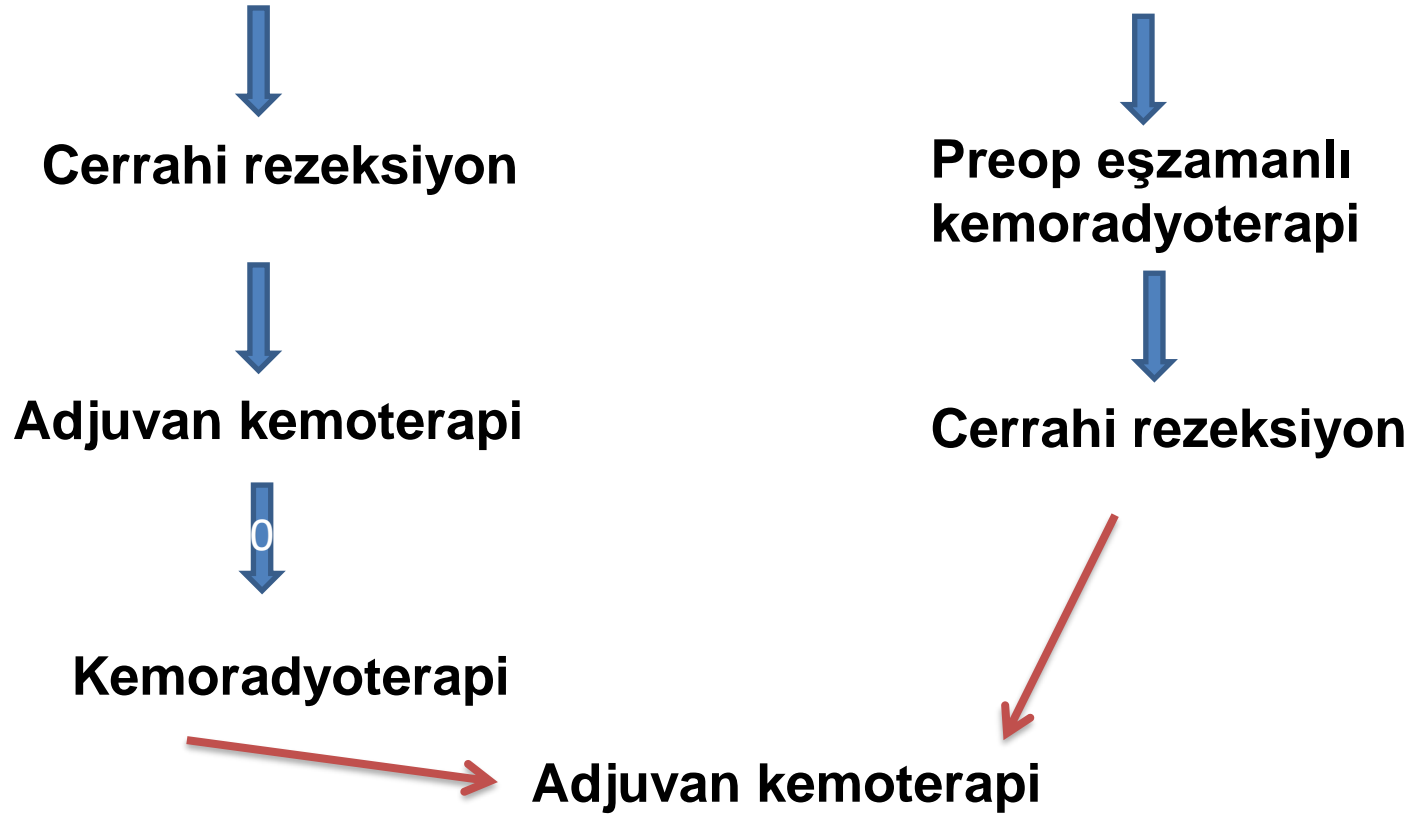 Cerrahi rezeksiyon
Adjuvan kemoterapi
0
Kemoradyoterapi
Preop eşzamanlı
kemoradyoterapi
Cerrahi rezeksiyon
Adjuvan kemoterapi